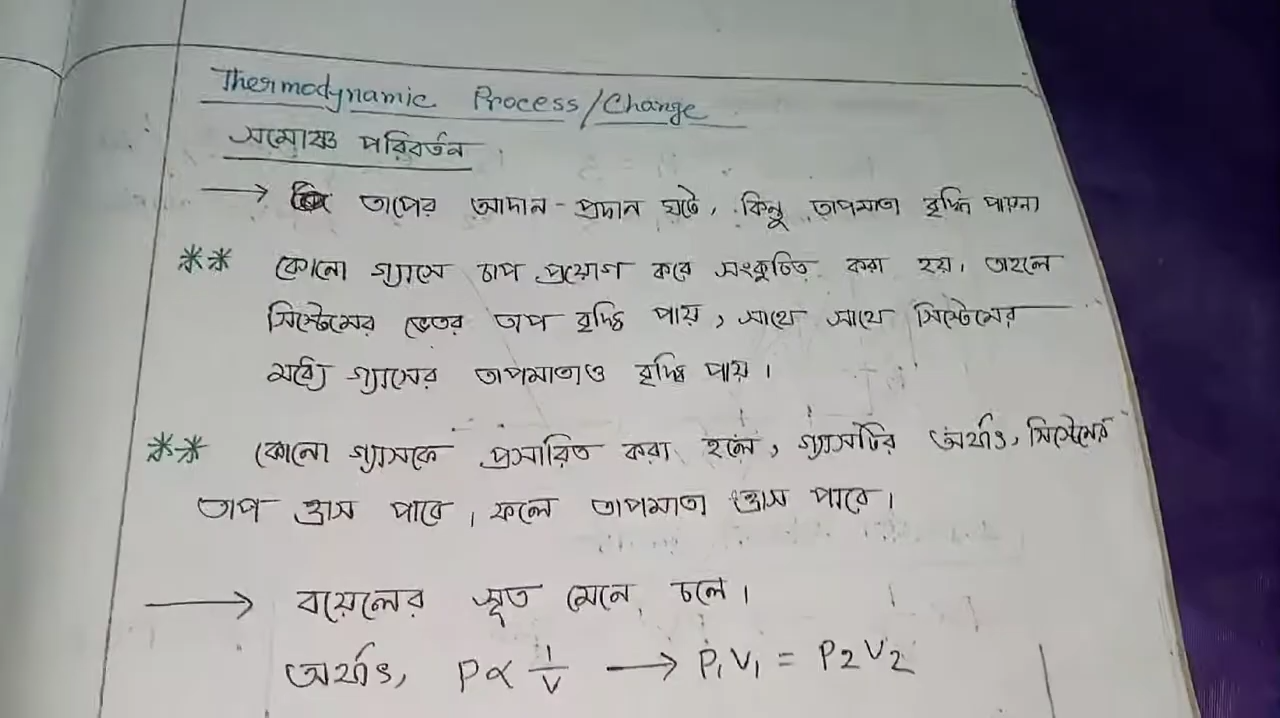 Thermodynamic Process/Change
সমোষ্ণ পরিবর্তন
→ তাপের আদান-প্রদান ঘটে, কিন্তু তাপমাত্রা বৃদ্ধি পায়না
** কোনো গ্যাসে চাপ প্রয়োগ করে সংকুচিত করা হয়। তাহলে
সিস্টেমের ভেতর তাপ বৃদ্ধি পায়, সাথে সাথে সিস্টেমের
মধ্যে গ্যাসের তাপমাত্রাও বৃদ্ধি পায়।
** কোনো গ্যাসকে প্রসারিত করা হলে, গ্যাসটির অর্থাৎ, সিস্টেমের
তাপ হ্রাস পাবে। ফলে তাপমাত্রা হ্রাস পাবে।
→ বয়েলের সূত্র মেনে চলে।
অর্থাৎ, P∝ 1/V → P₁V₁ = P2V2